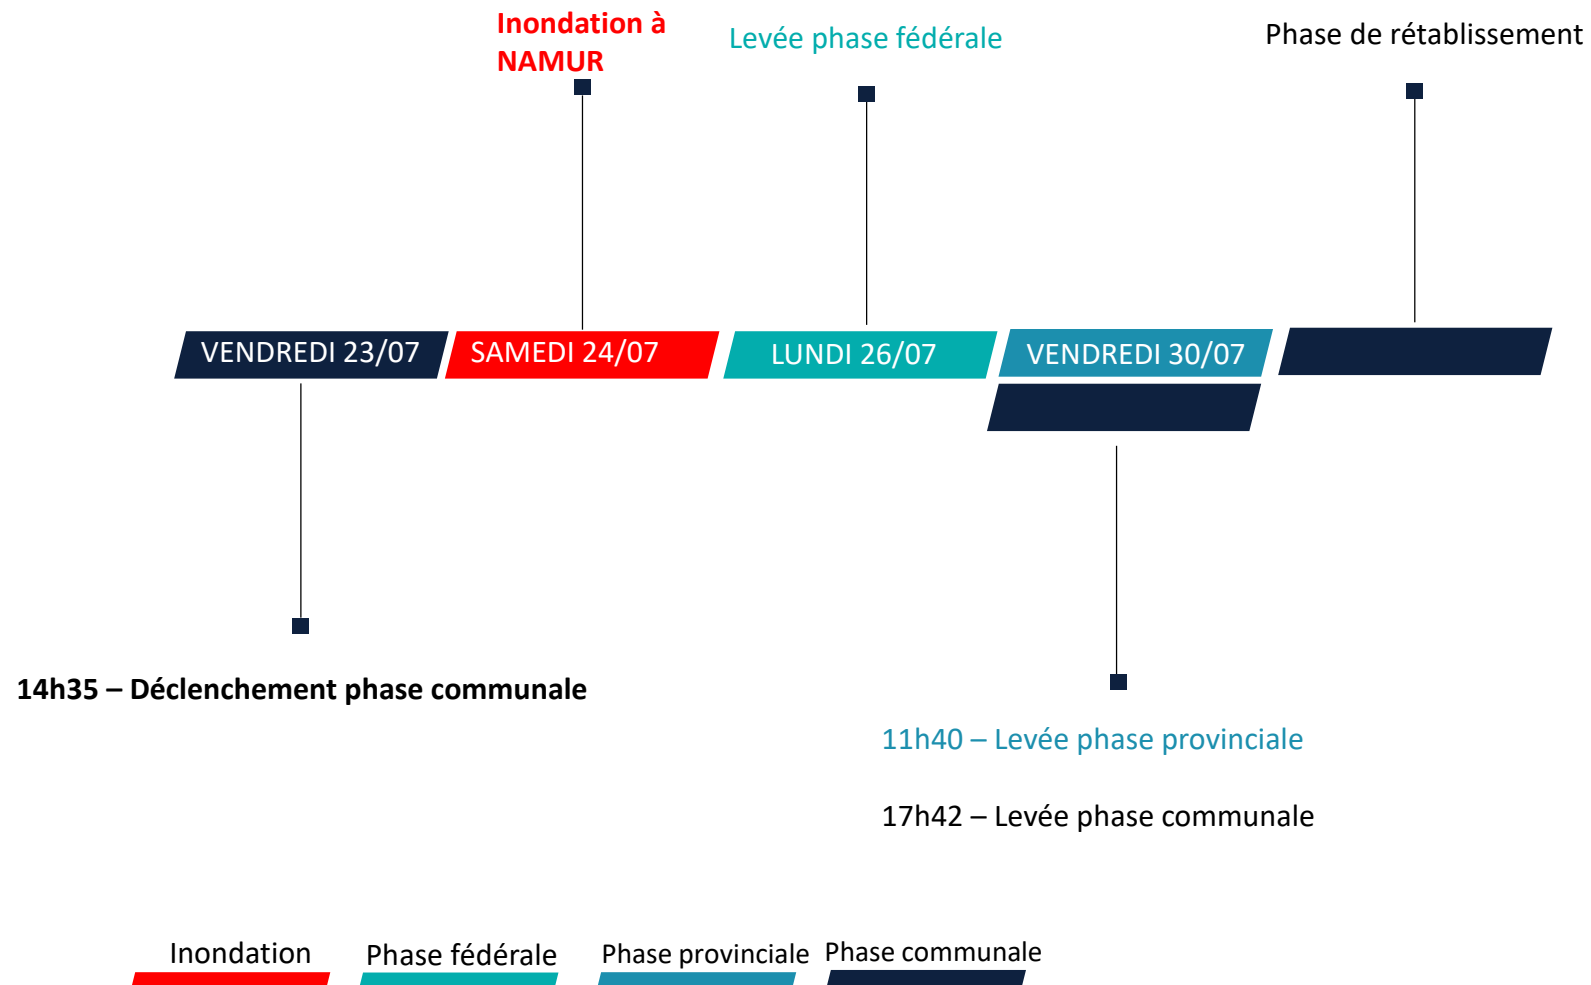 Inondation à
NAMUR
Levée phase fédérale
Phase de rétablissement
VENDREDI 23/07
SAMEDI 24/07
LUNDI 26/07
VENDREDI 30/07
14h35 – Déclenchement phase communale
11h40 – Levée phase provinciale
17h42 – Levée phase communale
Inondation
Phase fédérale
Phase provinciale
Phase communale